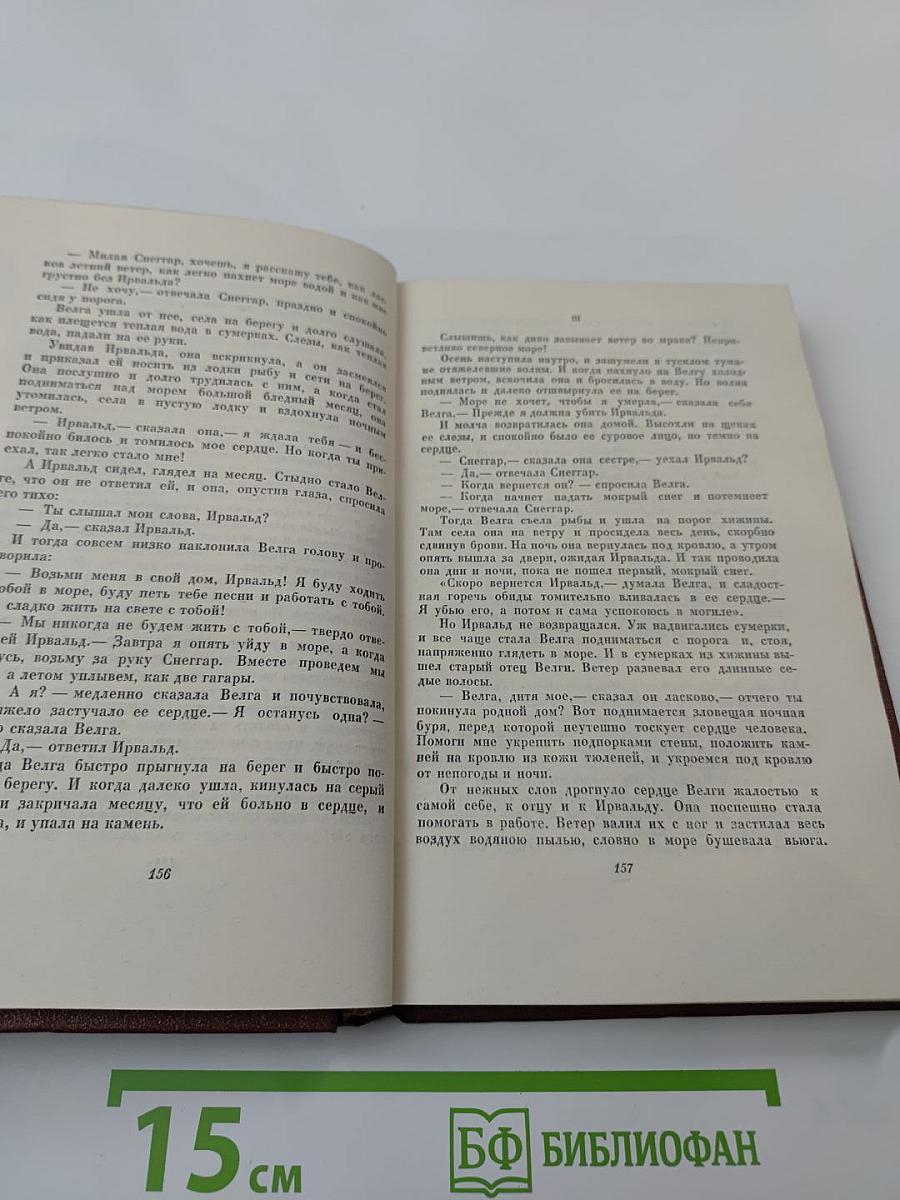 — Милая Снеггар, хочешь, я расскажу тебе, как лас-
ков летний ветер, как легко пахнет море водой и как мне
грустно без Ирвальда?
— Не хочу,— отвечала Снеггар, праздно и спокойно
сидя у порога.
Велга ушла от нее, села на берегу и долго слушала,
как плещется теплая вода в сумерках. Слезы, как теплая
вода, падали на ее руки.
Увидав Ирвальда, она вскрикнула, а он засмеялся
и приказал ей носить из лодки рыбу и сети на берег.
Она послушно и долго трудилась с ним, а когда стал
подниматься над морем большой бледный месяц, она
утомилась, села в пустую лодку и вздохнула ночным
ветром.
— Ирвальд,— сказала она,— я ждала тебя — и бес-
покойно билось и томилось мое сердце. Но когда ты при-
ехал, так легко стало мне!
А Ирвальд сидел, глядел на месяц. Стыдно стало Вел-
ге, что он не ответил ей, и она, опустив глаза, спросила
его тихо:
— Ты слышал мои слова, Ирвальд?
— Да,— сказал Ирвальд.
И тогда совсем низко наклонила Велга голову и про-
ворила:
— Возьми меня в свой дом, Ирвальд! Я буду ходить
обой в море, буду петь тебе песни и работать с тобой.
сладко жить на свете с тобой!
— Мы никогда не будем жить с тобой,— твердо отве-
ей Ирвальд.— Завтра я опять уйду в море, а когда
усь, возьму за руку Снеггар. Вместе проведем мы
а летом уплывем, как две гагары.
А я? — медленно сказала Велга и почувствовала,
яжело застучало ее сердце.— Я останусь одна? —
о сказала Велга.
Да,— ответил Ирвальд.
да Велга быстро прыгнула на берег и быстро по-
берегу. И когда далеко ушла, кинулась на серый
и закричала месяцу, что ей больно в сердце, и
а, и упала на камень.
156
III
Слышишь, как дико завывает ветер во мраке? Непри-
ветливо северное море!
Осень наступила наутро, и зашумели в тусклом тума-
не отяжелевшие волны. И когда пахнуло на Велгу холод-
ным ветром, вскочила она и бросилась в воду. Но волна
поднялась и далеко отшвырнула ее на берег.
— Море не хочет, чтобы я умерла,— сказала себе
Велга.— Прежде я должна убить Ирвальда.
И молча возвратилась она домой. Высохли на щеках
ее слезы, и спокойно было ее суровое лицо, но темно на
сердце.
— Снеггар,— сказала она сестре,— уехал Ирвальд?
— Да,— отвечала Снеггар.
— Когда вернется он? — спросила Велга.
— Когда начнет падать мокрый снег и потемнеет
море,— отвечала Снеггар.
Тогда Велга съела рыбы и ушла на порог хижины.
Там села она на ветру и просидела весь день, скорбно
сдвинув брови. На ночь она вернулась под кровлю, а утром
опять вышла за двери, ожидая Ирвальда. И так проводила
она дни и ночи, пока не пошел первый, мокрый снег.
«Скоро вернется Ирвальд,— думала Велга, и сладост-
ная горечь обиды томительно вливалась в ее сердце.—
Я убью его, а потом и сама успокоюсь в могиле».
Но Ирвальд не возвращался. Уж надвигались сумерки,
и все чаще стала Велга подниматься с порога и, стоя,
напряженно глядеть в море. И в сумерках из хижины вы-
шел старый отец Велги. Ветер развевал его длинные се-
дые волосы.
— Велга, дитя мое,— сказал он ласково,— отчего ты
покинула родной дом? Вот поднимается зловещая ночная
буря, перед которой неутешно тоскует сердце человека.
Помоги мне укрепить подпорками стены, положить кам-
ней на кровлю из кожи тюленей, и укроемся под кровлю
от непогоды и ночи.
От нежных слов дрогнуло сердце Велги жалостью к
самой себе, к отцу и к Ирвальду. Она поспешно стала
помогать в работе. Ветер валил их с ног и застилал весь
воздух водяною пылью, словно в море бушевала вьюга.
157
15 см
БФ БИБЛИОФАН